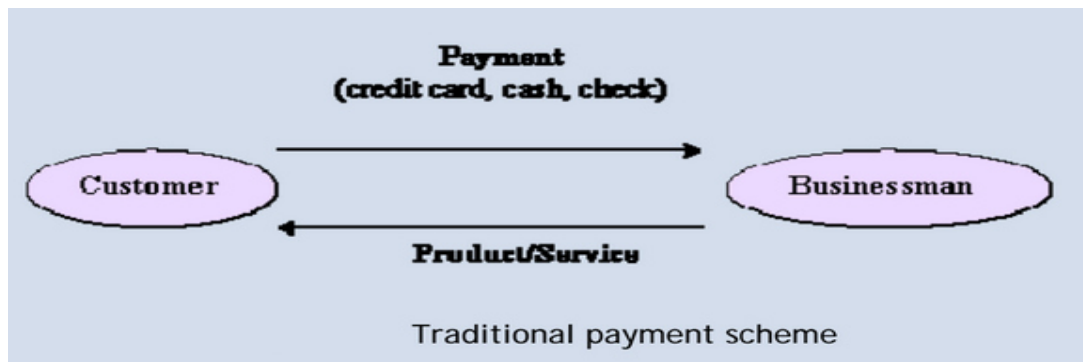 Payment
(credit card, cash, check)
Customer
Businessman
Product/Service
Traditional payment scheme